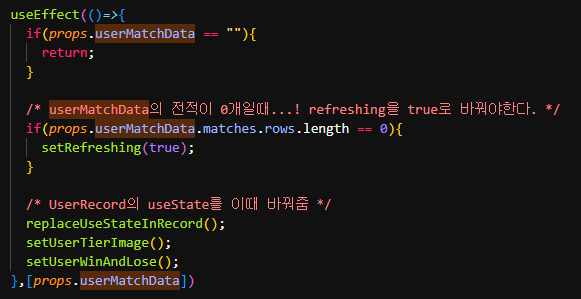 useEffect(()=>{
if(props.userMatchData == ""){
return;
}
/* userMatchData의 전적이 0개일때...! refreshing을 true로 바꿔야한다. */
if(props.userMatchData.matches.rows.length == 0){
setRefreshing(true);
}
/* UserRecord의 useState를 이때 바꿔줌 */
replaceUseStateInRecord();
setUserTierImage();
setUserWinAndLose();
},[props.userMatchData])